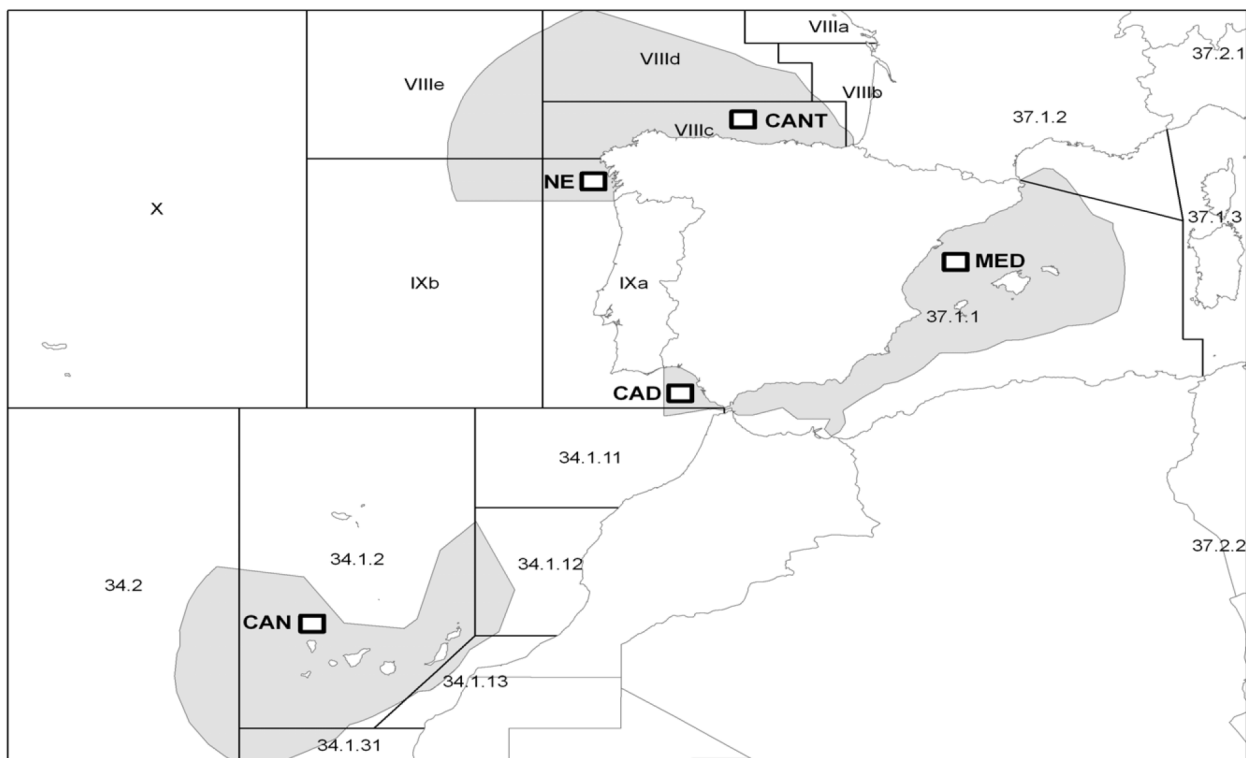 VIIIa
37.2.1
VIIId
VIIIe
VIIIb
37.1.2
CANT
VIIIc
NE
X
37.1.3
MED
IXb
IXa
37.1.1
CAD
34.1.11
37.2.2
34.1.2
34.1.12
34.2
CAN
34.1.13
34.1.31